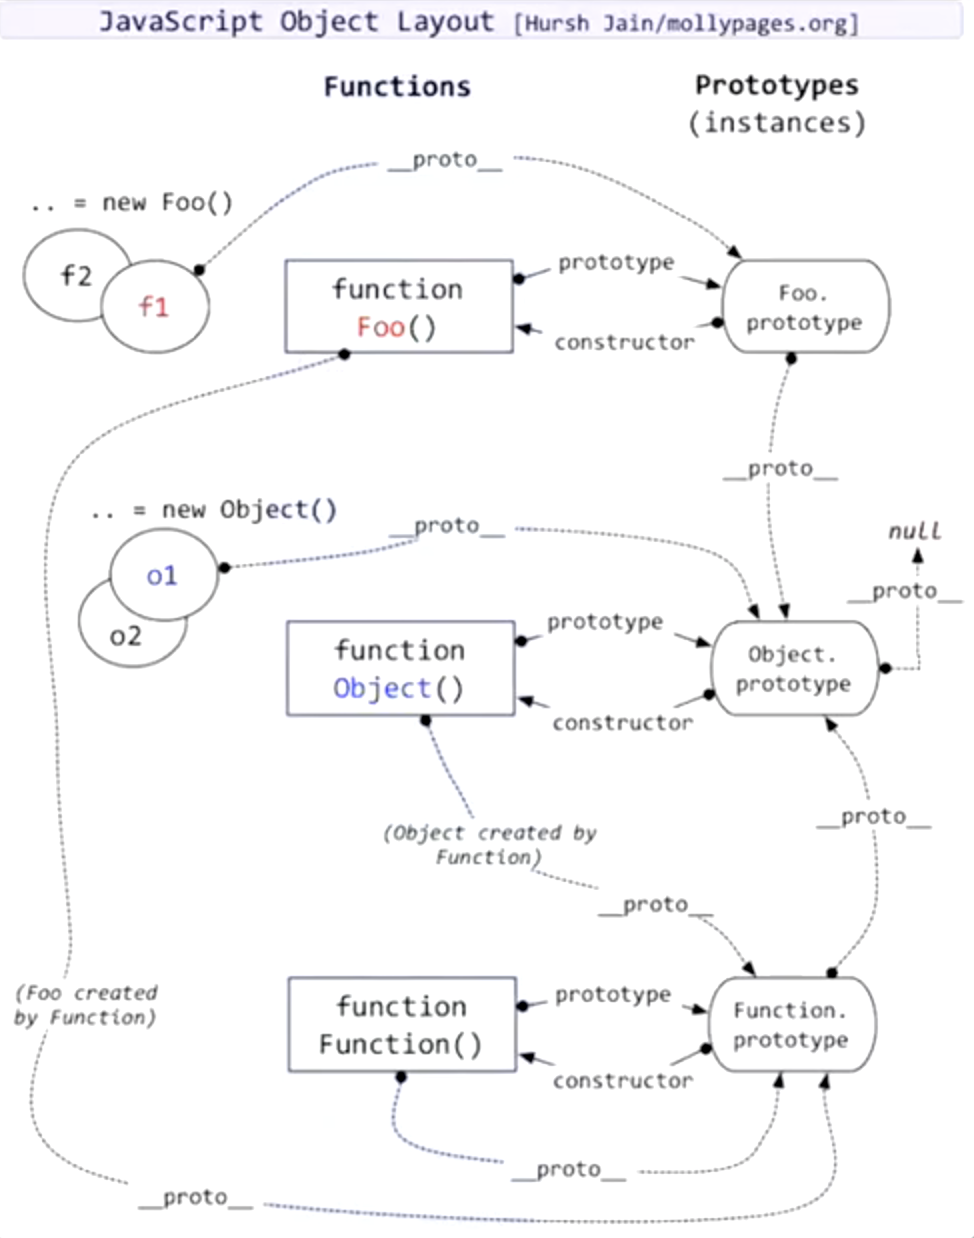 JavaScript Object Layout [Hursh Jain/mollypages.org]
Functions
Prototypes
(instances)
__proto__
.. = new Foo()
f2
f1
function
Foo()
prototype
constructor
Foo.
prototype
__proto__
.. = new Object()
__proto__
null
__proto__
o1
o2
function
Object()
prototype
constructor
Object.
prototype
(Object created by
Function)
__proto__
__proto__
(Foo created
by Function)
function
Function()
prototype
constructor
Function.
prototype
__proto__
__proto__